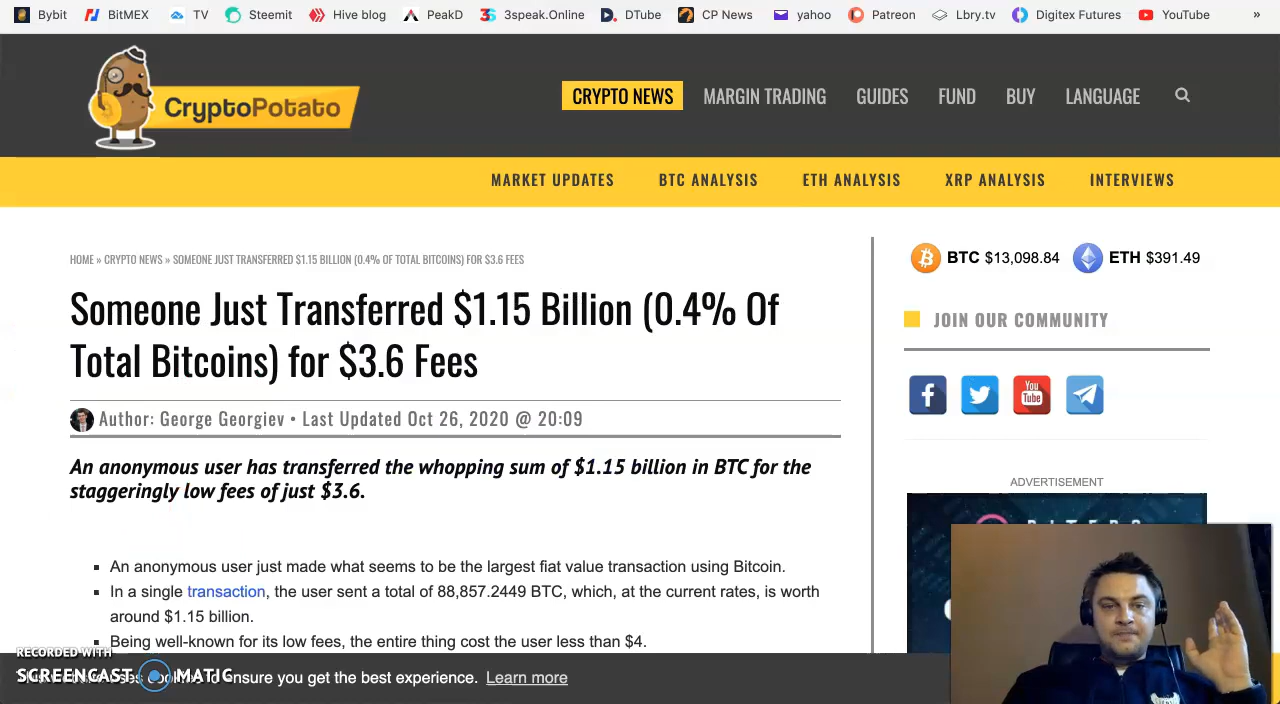 Bybit BitMEX TV Steemit Hive blog PeakD 3speak.Online DTube CP News yahoo Patreon Lbry.tv Digitex Futures YouTube »
CryptoPotato
CRYPTO NEWS MARGIN TRADING GUIDES FUND BUY LANGUAGE
MARKET UPDATES BTC ANALYSIS ETH ANALYSIS XRP ANALYSIS INTERVIEWS
HOME » CRYPTO NEWS » SOMEONE JUST TRANSFERRED $1.15 BILLION (0.4% OF TOTAL BITCOINS) FOR $3.6 FEES
Someone Just Transferred $1.15 Billion (0.4% Of
Total Bitcoins) for $3.6 Fees
Author: George Georgiev • Last Updated Oct 26, 2020 @ 20:09
An anonymous user has transferred the whopping sum of $1.15 billion in BTC for the
staggeringly low fees of just $3.6.
An anonymous user just made what seems to be the largest fiat value transaction using Bitcoin.
In a single transaction, the user sent a total of 88,857.2449 BTC, which, at the current rates, is worth
around $1.15 billion.
Being well-known for its low fees, the entire thing cost the user less than $4.
BTC $13,098.84 ETH $391.49
JOIN OUR COMMUNITY
You
Tube
ADVERTISEMENT
RECORDED WITH
SCREENCAST MATIC
ensure you get the best experience. Learn more